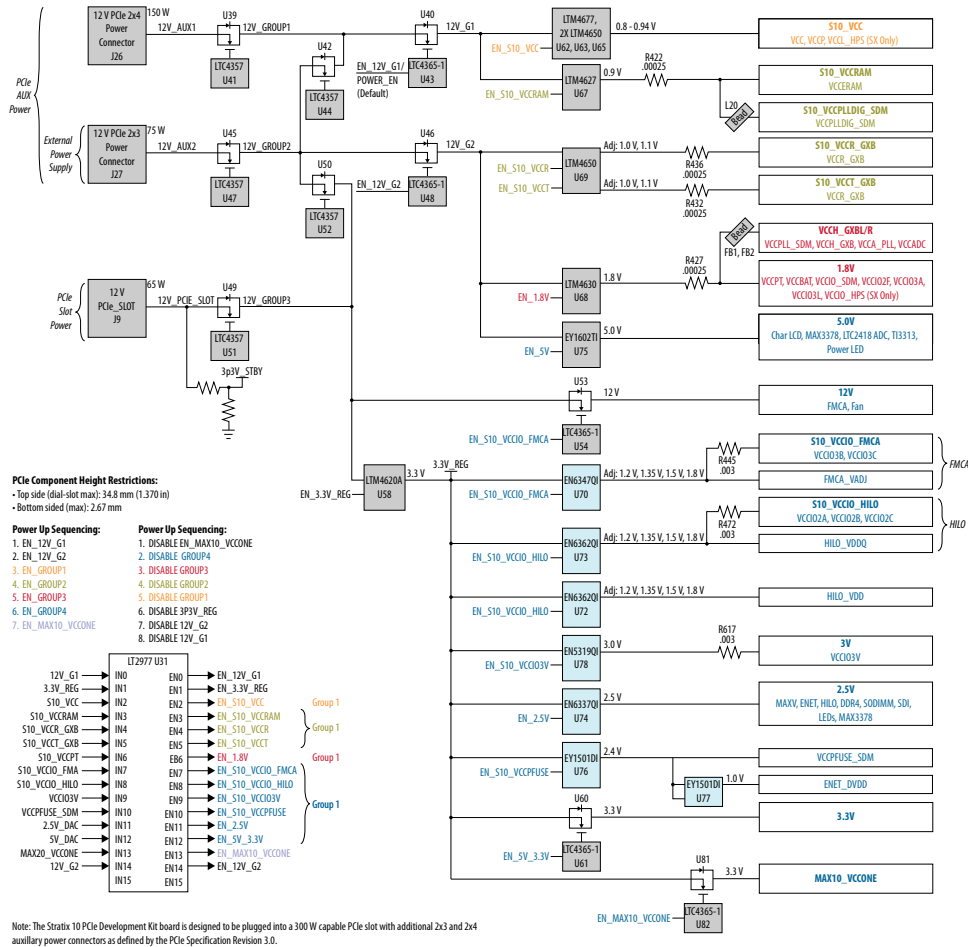 12 V PCIe 2x4
Power
Connector
J26
150 W
12V_AUX1
U39
12V_GROUP1
LTC4357
U41
U42
LTC4357
U44
EN_12V_G1/
POWER_EN
(Default)
U40
12V_G1
LTC4365-1
U43
EN_S10_VCC
LTM4677,
2X LTM4650
U62, U63, U65
0.8 - 0.94 V
S10_VCC
VCC, VCCP, VCCL_HPS (SX Only)
EN_S10_VCCRAM
LTM4627
U67
0.9 V
R422
.00025
S10_VCCRAM
VCCERAM
L20
Bead
S10_VCCPLLDIG_SDM
VCCPLLDIG_SDM
PCIe
AUX
Power
External
Power
Supply
12 V PCIe 2x3
Power
Connector
J27
75 W
12V_AUX2
U45
12V_GROUP2
LTC4357
U47
U50
LTC4357
U52
EN_12V_G2
U46
12V_G2
LTC4365-1
U48
EN_S10_VCCR
EN_S10_VCCT
LTM4650
U69
Adj: 1.0 V, 1.1 V
R436
.00025
S10_VCCR_GXB
VCCR_GXB
Adj: 1.0 V, 1.1 V
R432
.00025
S10_VCCT_GXB
VCCR_GXB
Bead
FB1, FB2
VCCH_GXBL/R
VCCPLL_SDM, VCCH_GXB, VCCA_PLL, VCCADC
EN_1.8V
LTM4630
U68
1.8 V
R427
.00025
1.8V
VCCPT, VCCBAT, VCCIO_SDM, VCCIO2F, VCCIO3A,
VCCIO3L, VCCIO_HPS (SX Only)
PCIe
Slot
Power
12 V
PCIe_SLOT
J9
65 W
12V_PCIE_SLOT
U49
12V_GROUP3
LTC4357
U51
3p3V_STBY
EN_5V
EY1602TI
U75
5.0 V
5.0V
Char LCD, MAX3378, LTC2418 ADC, TI3313,
Power LED
U53
12 V
EN_S10_VCCIO_FMCA
LTC4365-1
U54
12V
FMCA, Fan
LTM4620A
U58
EN_3.3V_REG
3.3 V
3.3V_REG
EN_S10_VCCIO_FMCA
EN6347QI
U70
Adj: 1.2 V, 1.35 V, 1.5 V, 1.8 V
R445
.003
S10_VCCIO_FMCA
VCCIO3B, VCCIO3C
FMCA_VADJ
FMCA
EN_S10_VCCIO_HILO
EN6362QI
U73
Adj: 1.2 V, 1.35 V, 1.5 V, 1.8 V
R472
.003
S10_VCCIO_HILO
VCCIO2A, VCCIO2B, VCCIO2C
HILO_VDDQ
HILO
EN_S10_VCCIO_HILO
EN6362QI
U72
Adj: 1.2 V, 1.35 V, 1.5 V, 1.8 V
HILO_VDD
EN_S10_VCCIO3V
EN5319QI
U78
3.0 V
R617
.003
3V
VCCIO3V
EN_2.5V
EN6337QI
U74
2.5 V
2.5V
MAXV, ENET, HILO, DDR4, SODIMM, SDI,
LEDs, MAX3378
EN_S10_VCCPFUSE
EY1501DI
U76
2.4 V
VCCPFUSE_SDM
EY1501DI
U77
1.0 V
ENET_DVDD
U60
3.3 V
EN_5V_3.3V
LTC4365-1
U61
3.3V
U81
3.3 V
EN_MAX10_VCCONE
LTC4365-1
U82
MAX10_VCCONE
PCIe Component Height Restrictions:
• Top side (dial-slot max): 34.8 mm (1.370 in)
• Bottom sided (max): 2.67 mm
Power Up Sequencing:
1. EN_12V_G1
2. EN_12V_G2
3. EN_GROUP1
4. EN_GROUP2
5. EN_GROUP3
6. EN_GROUP4
7. EN_MAX10_VCCONE
Power Up Sequencing:
1. DISABLE EN_MAX10_VCCONE
2. DISABLE GROUP4
3. DISABLE GROUP3
4. DISABLE GROUP2
5. DISABLE GROUP1
6. DISABLE 3P3V_REG
7. DISABLE 12V_G2
8. DISABLE 12V_G1
LT2977 U31
12V_G1 IN0 EN0 EN_12V_G1
3.3V_REG IN1 EN1 EN_3.3V_REG
S10_VCC IN2 EN2 EN_S10_VCC Group 1
S10_VCCRAM IN3 EN3 EN_S10_VCCRAM
S10_VCCR_GXB IN4 EN4 EN_S10_VCCR Group 1
S10_VCCT_GXB IN5 EN5 EN_S10_VCCT
S10_VCCPT IN6 EB6 EN_1.8V Group 1
S10_VCCIO_FMA IN7 EN7 EN_S10_VCCIO_FMCA
S10_VCCIO_HILO IN8 EN8 EN_S10_VCCIO_HILO
VCCIO3V IN9 EN9 EN_S10_VCCIO3V Group 1
VCCPFUSE_SDM IN10 EN10 EN_S10_VCCPFUSE
2.5V_DAC IN11 EN11 EN_2.5V
5V_DAC IN12 EN12 EN_5V_3.3V
MAX20_VCCONE IN13 EN13 EN_MAX10_VCCONE
12V_G2 IN14 EN14 EN_12V_G2
IN15 EN15
Note: The Stratix 10 PCIe Development Kit board is designed to be plugged into a 300 W capable PCIe slot with additional 2x3 and 2x4
auxillary power connectors as defined by the PCIe Specification Revision 3.0.